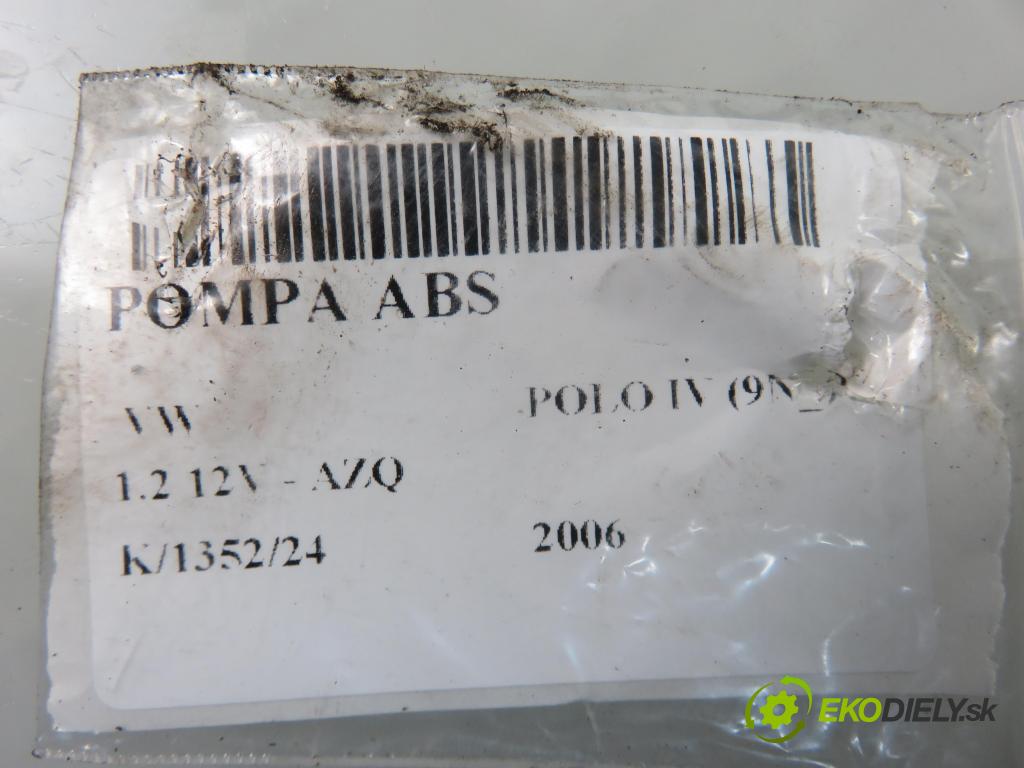 POMPA ABS
VW POLO IV (9N_)
1.2 12V - AZQ
K/1352/24 2006
EKODIELY.sk